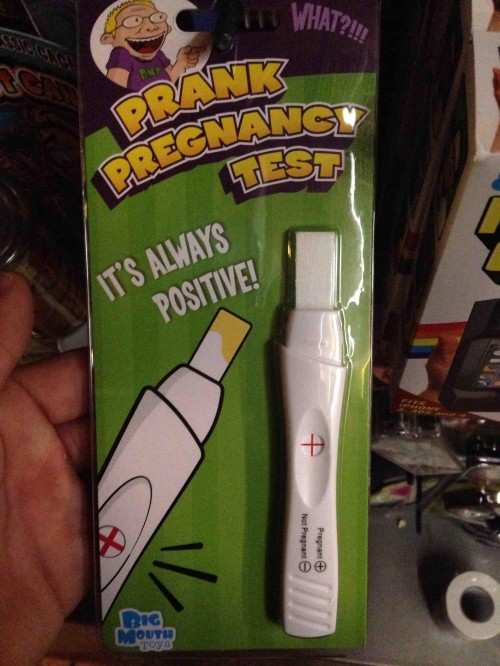 WHAT?!!!
PRANK
PREGNANCY
TEST
IT'S ALWAYS
POSITIVE!
Pregnant
Not Pregnant
BIG
MOUTH
TOYS